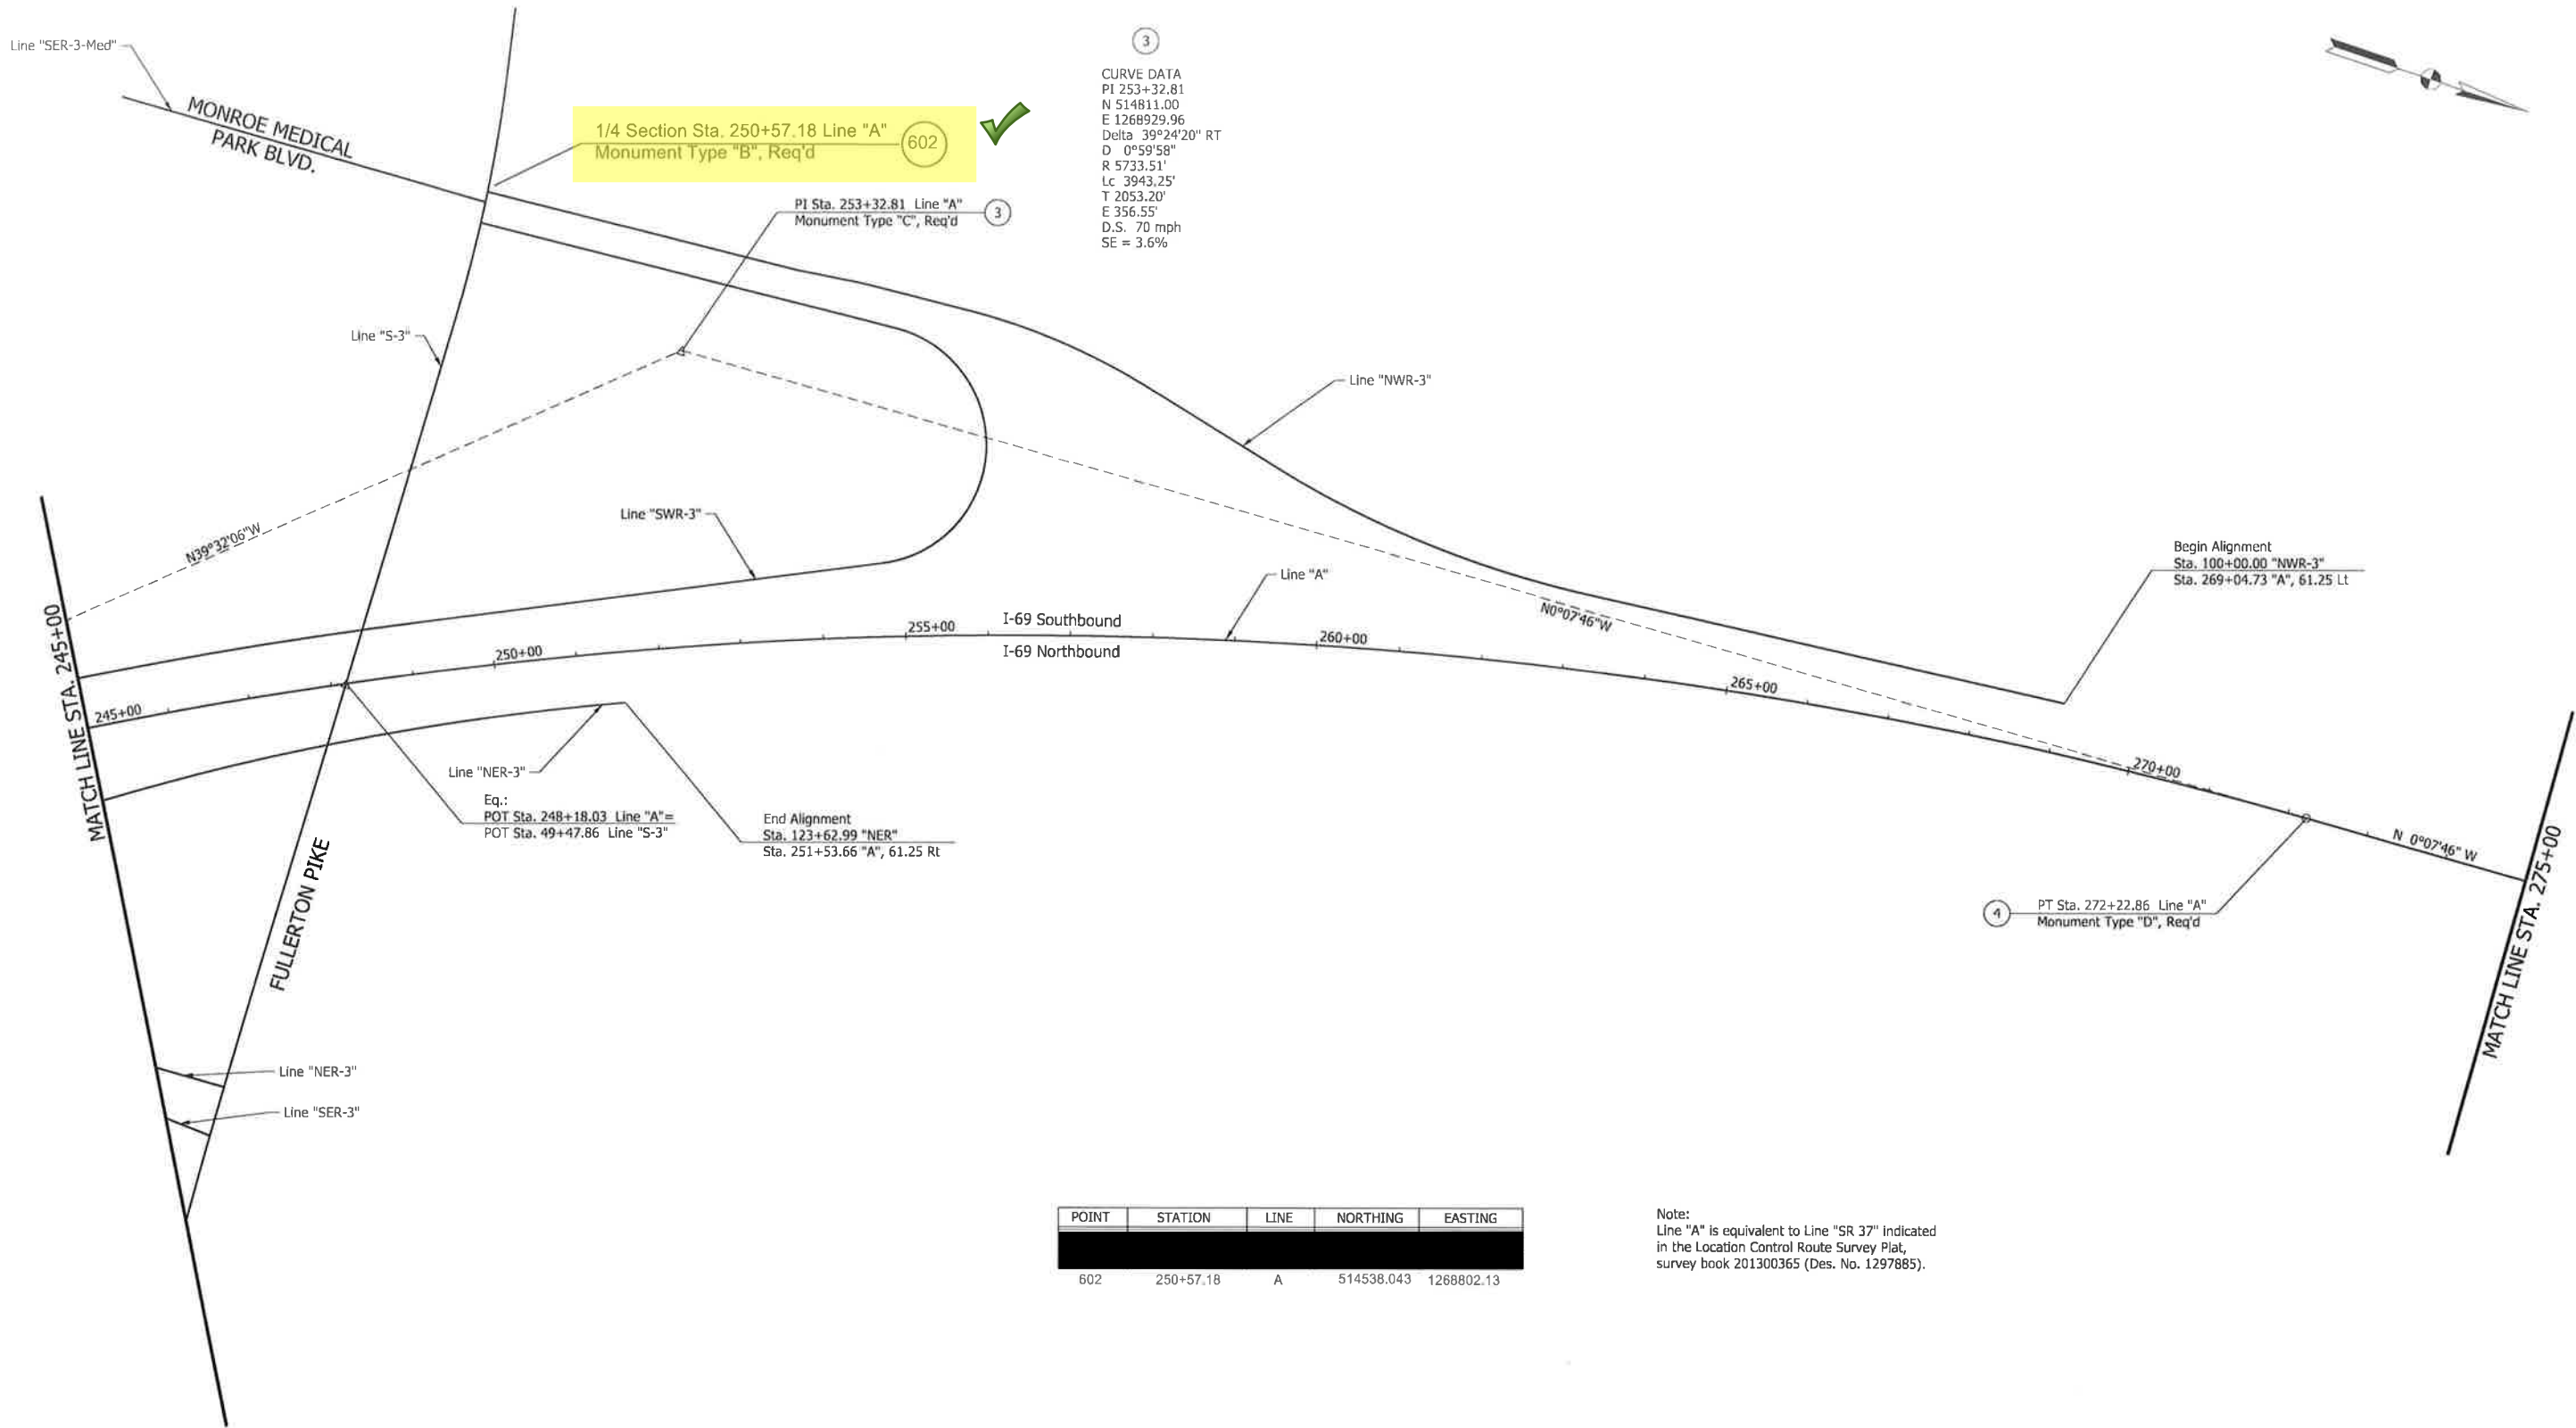 Line "SER-3-Med"
MONROE MEDICAL
PARK BLVD.
1/4 Section Sta. 250+57.18 Line "A"
Monument Type "B", Req'd
602
3
CURVE DATA
PI 253+32.81
N 514811.00
E 1268929.96
Delta 39°24'20" RT
D 0°59'58"
R 5733.51'
Lc 3943.25'
T 2053.20'
E 356.55'
D.S. 70 mph
SE = 3.6%
PI Sta. 253+32.81 Line "A"
Monument Type "C", Req'd
3
Line "S-3"
Line "NWR-3"
N39°32'06"W
Line "SWR-3"
Line "A"
N0°07'46"W
Begin Alignment
Sta. 100+00.00 "NWR-3"
Sta. 269+04.73 "A", 61.25 Lt
MATCH LINE STA. 245+00
245+00
250+00
255+00
I-69 Southbound
I-69 Northbound
260+00
265+00
270+00
N 0°07'46" W
MATCH LINE STA. 275+00
Line "NER-3"
Eq.:
POT Sta. 248+18.03 Line "A"=
POT Sta. 49+47.86 Line "S-3"
End Alignment
Sta. 123+62.99 "NER"
Sta. 251+53.66 "A", 61.25 Rt
FULLERTON PIKE
4
PT Sta. 272+22.86 Line "A"
Monument Type "D", Req'd
Line "NER-3"
Line "SER-3"
POINT STATION LINE NORTHING EASTING
602 250+57.18 A 514538.043 1268802.13
Note:
Line "A" is equivalent to Line "SR 37" indicated
in the Location Control Route Survey Plat,
survey book 201300365 (Des. No. 1297885).